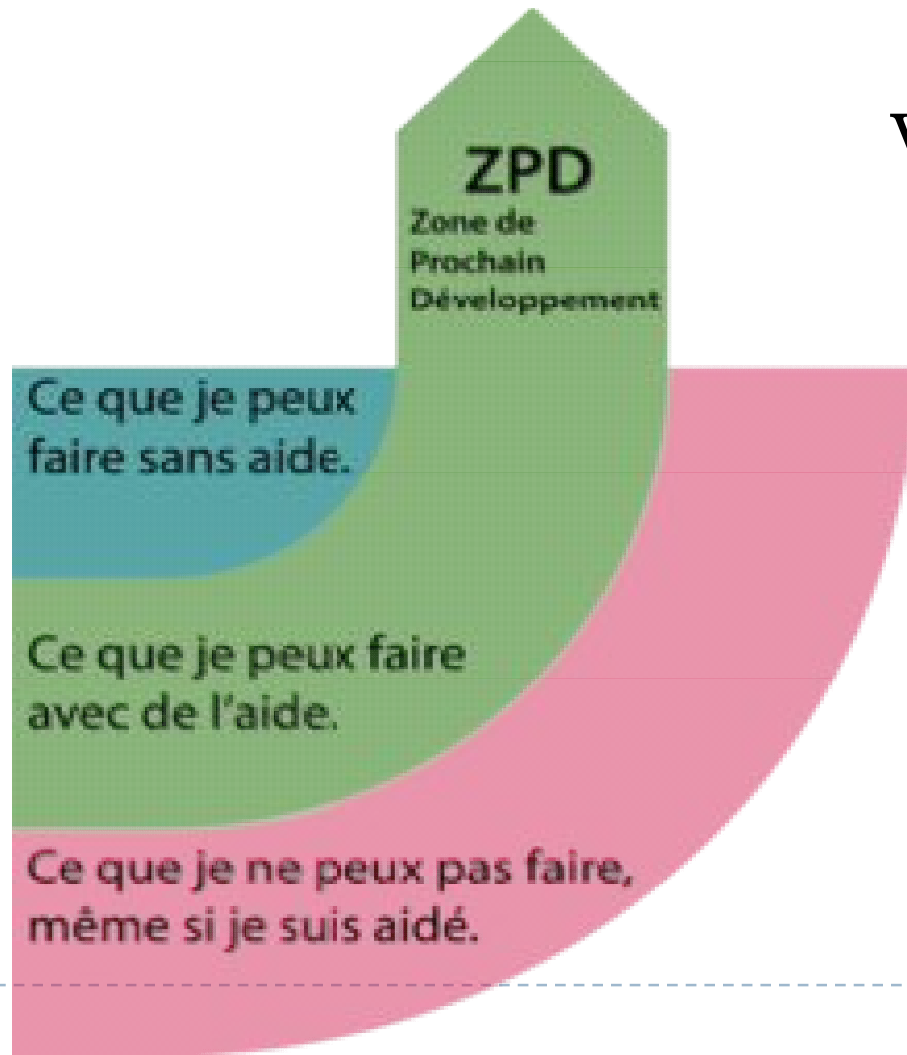 ZPD
Zone de
Prochain
Développement
Ce que je peux
faire sans aide.
Ce que je peux faire
avec de l'aide.
Ce que je ne peux pas faire,
même si je suis aidé.